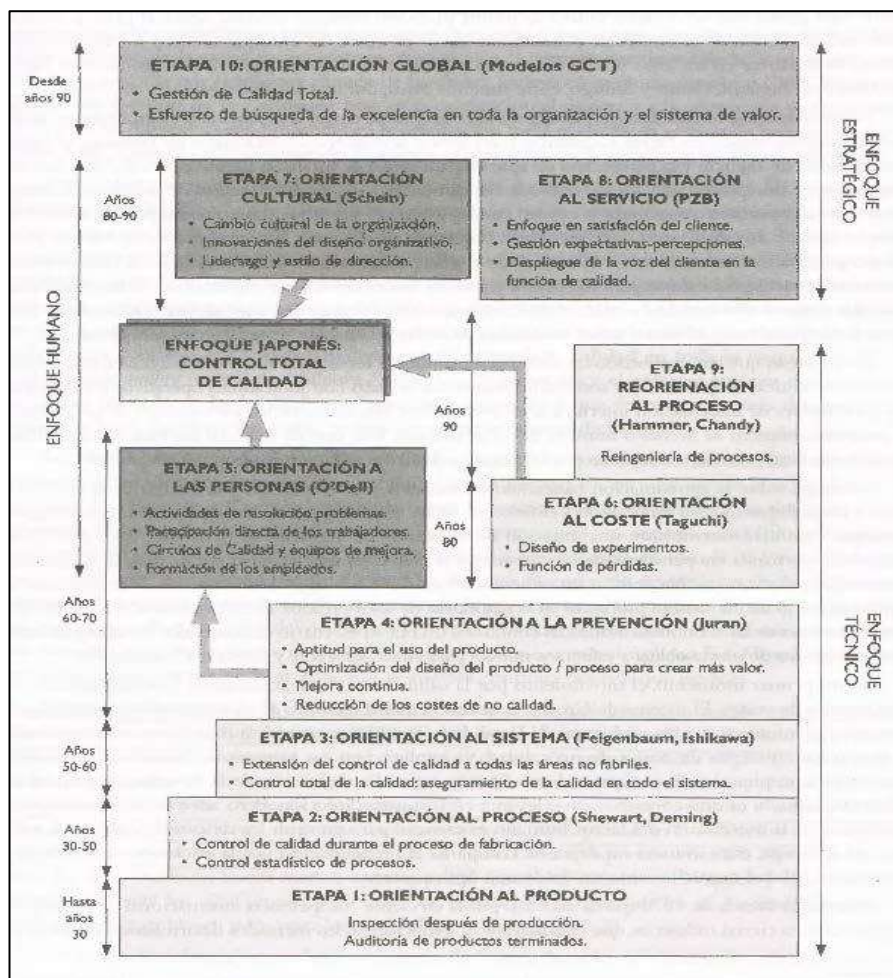 Desde
años 90
ETAPA 10: ORIENTACIÓN GLOBAL (Modelos GCT)
• Gestión de Calidad Total.
• Esfuerzo de búsqueda de la excelencia en toda la organización y el sistema de valor.
ENFOQUE
ESTRATÉGICO
ENFOQUE HUMANO
Años
80-90
ETAPA 7: ORIENTACIÓN
CULTURAL (Schein)
• Cambio cultural de la organización.
• Innovaciones del diseño organizativo.
• Liderazgo y estilo de dirección.
ETAPA 8: ORIENTACIÓN
AL SERVICIO (PZB)
• Enfoque en satisfacción del cliente.
• Gestión expectativas-percepciones.
• Despliegue de la voz del cliente en la
función de calidad.
ENFOQUE JAPONÉS:
CONTROL TOTAL
DE CALIDAD
Años
90
ETAPA 9:
REORIENACIÓN
AL PROCESO
(Hammer, Chandy)
Reingeniería de procesos.
ETAPA 5: ORIENTACIÓN A
LAS PERSONAS (O'Dell)
• Actividades de resolución problemas.
• Participación directa de los trabajadores.
• Círculos de Calidad y equipos de mejora.
• Formación de los empleados.
Años
80
ETAPA 6: ORIENTACIÓN
AL COSTE (Taguchi)
• Diseño de experimentos.
• Función de pérdidas.
Años
60-70
ETAPA 4: ORIENTACIÓN A LA PREVENCIÓN (Juran)
• Aptitud para el uso del producto.
• Optimización del diseño del producto / proceso para crear más valor.
• Mejora continua.
• Reducción de los costes de no calidad.
ENFOQUE
TÉCNICO
Años
50-60
ETAPA 3: ORIENTACIÓN AL SISTEMA (Feigenbaum, Ishikawa)
• Extensión del control de calidad a todas las áreas no fabriles.
• Control total de la calidad: aseguramiento de la calidad en todo el sistema.
Años
30-50
ETAPA 2: ORIENTACIÓN AL PROCESO (Shewart, Deming)
• Control de calidad durante el proceso de fabricación.
• Control estadístico de procesos.
Hasta
años
30
ETAPA 1: ORIENTACIÓN AL PRODUCTO
Inspección después de producción.
Auditoría de productos terminados.